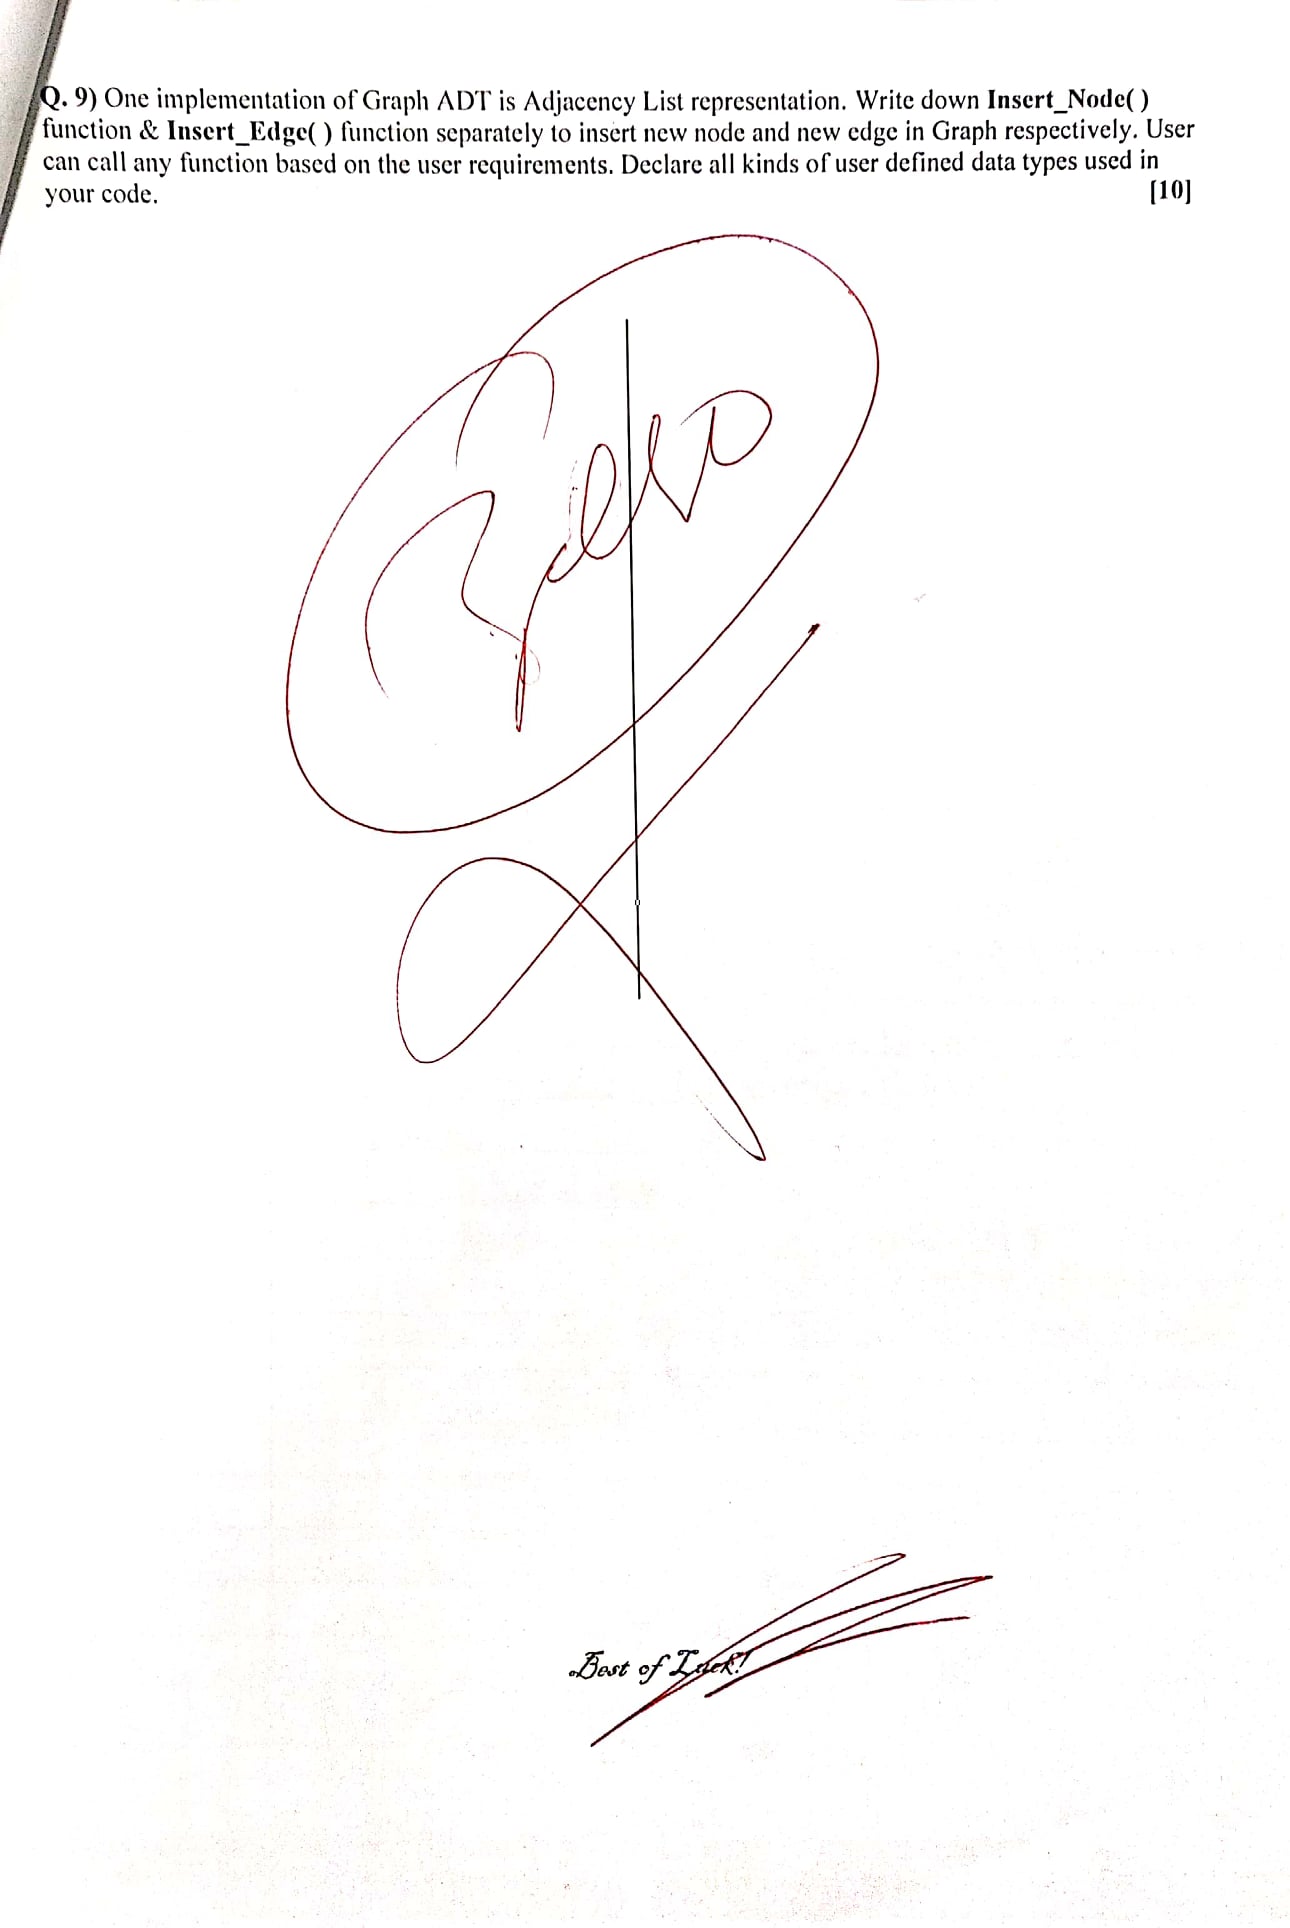 Q. 9) One implementation of Graph ADT is Adjacency List representation. Write down Insert_Node( )
function & Insert_Edge( ) function separately to insert new node and new edge in Graph respectively. User
can call any function based on the user requirements. Declare all kinds of user defined data types used in
your code. [10]
Best of Luck!